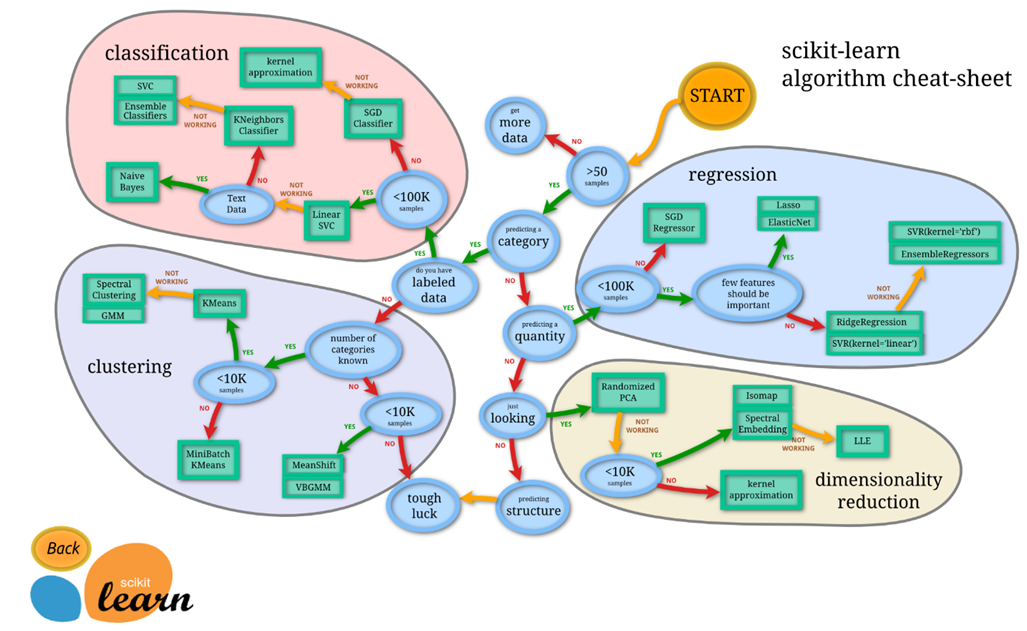 scikit-learn
algorithm cheat-sheet
START
classification
kernel
approximation
NOT
WORKING
SVC
Ensemble
Classifiers
NOT
WORKING
KNeighbors
Classifier
SGD
Classifier
NO
Naive
Bayes
YES
Text
Data
NO
NOT
WORKING
Linear
SVC
YES
<100K
samples
YES
get
more
data
NO
>50
samples
YES
predicting a
category
YES
NO
do you have
labeled
data
NO
predicting a
quantity
YES
NO
just
looking
YES
NO
predicting
structure
tough
luck
regression
SGD
Regressor
NO
<100K
samples
YES
Lasso
ElasticNet
YES
few features
should be
important
NO
SVR(kernel='rbf')
EnsembleRegressors
NOT
WORKING
RidgeRegression
SVR(kernel='linear')
clustering
Spectral
Clustering
GMM
NOT
WORKING
KMeans
YES
<10K
samples
NO
MiniBatch
KMeans
YES
number of
categories
known
NO
<10K
samples
YES
NO
MeanShift
VBGMM
Randomized
PCA
NOT
WORKING
<10K
samples
YES
NO
Isomap
Spectral
Embedding
NOT
WORKING
LLE
kernel
approximation
dimensionality
reduction
Back
scikit
learn